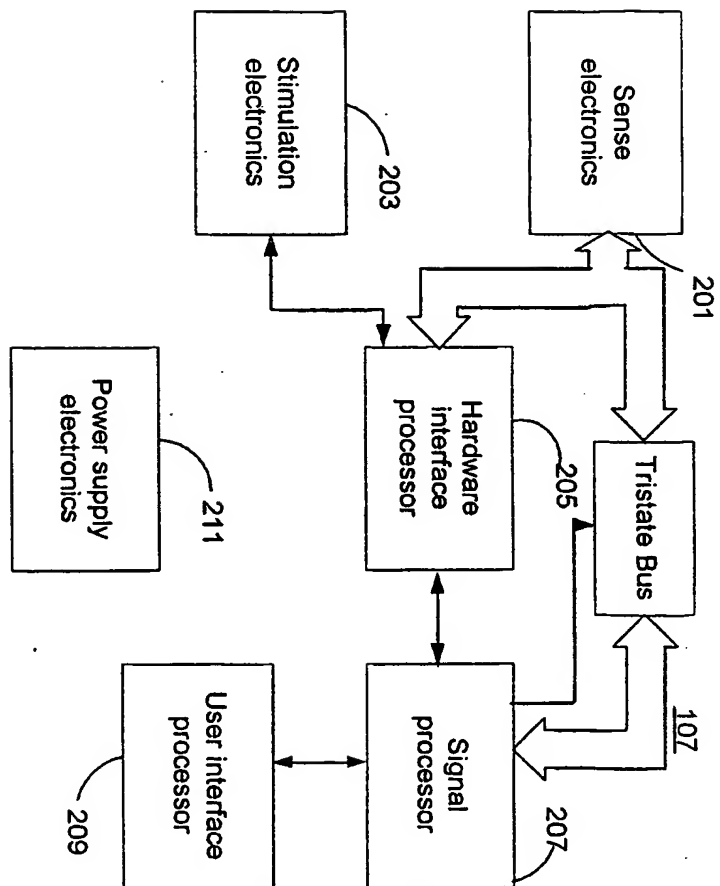 Sense
electronics
201
Tristate Bus
107
Stimulation
electronics
203
Hardware
interface
processor
205
Signal
processor
207
Power supply
electronics
211
User interface
processor
209